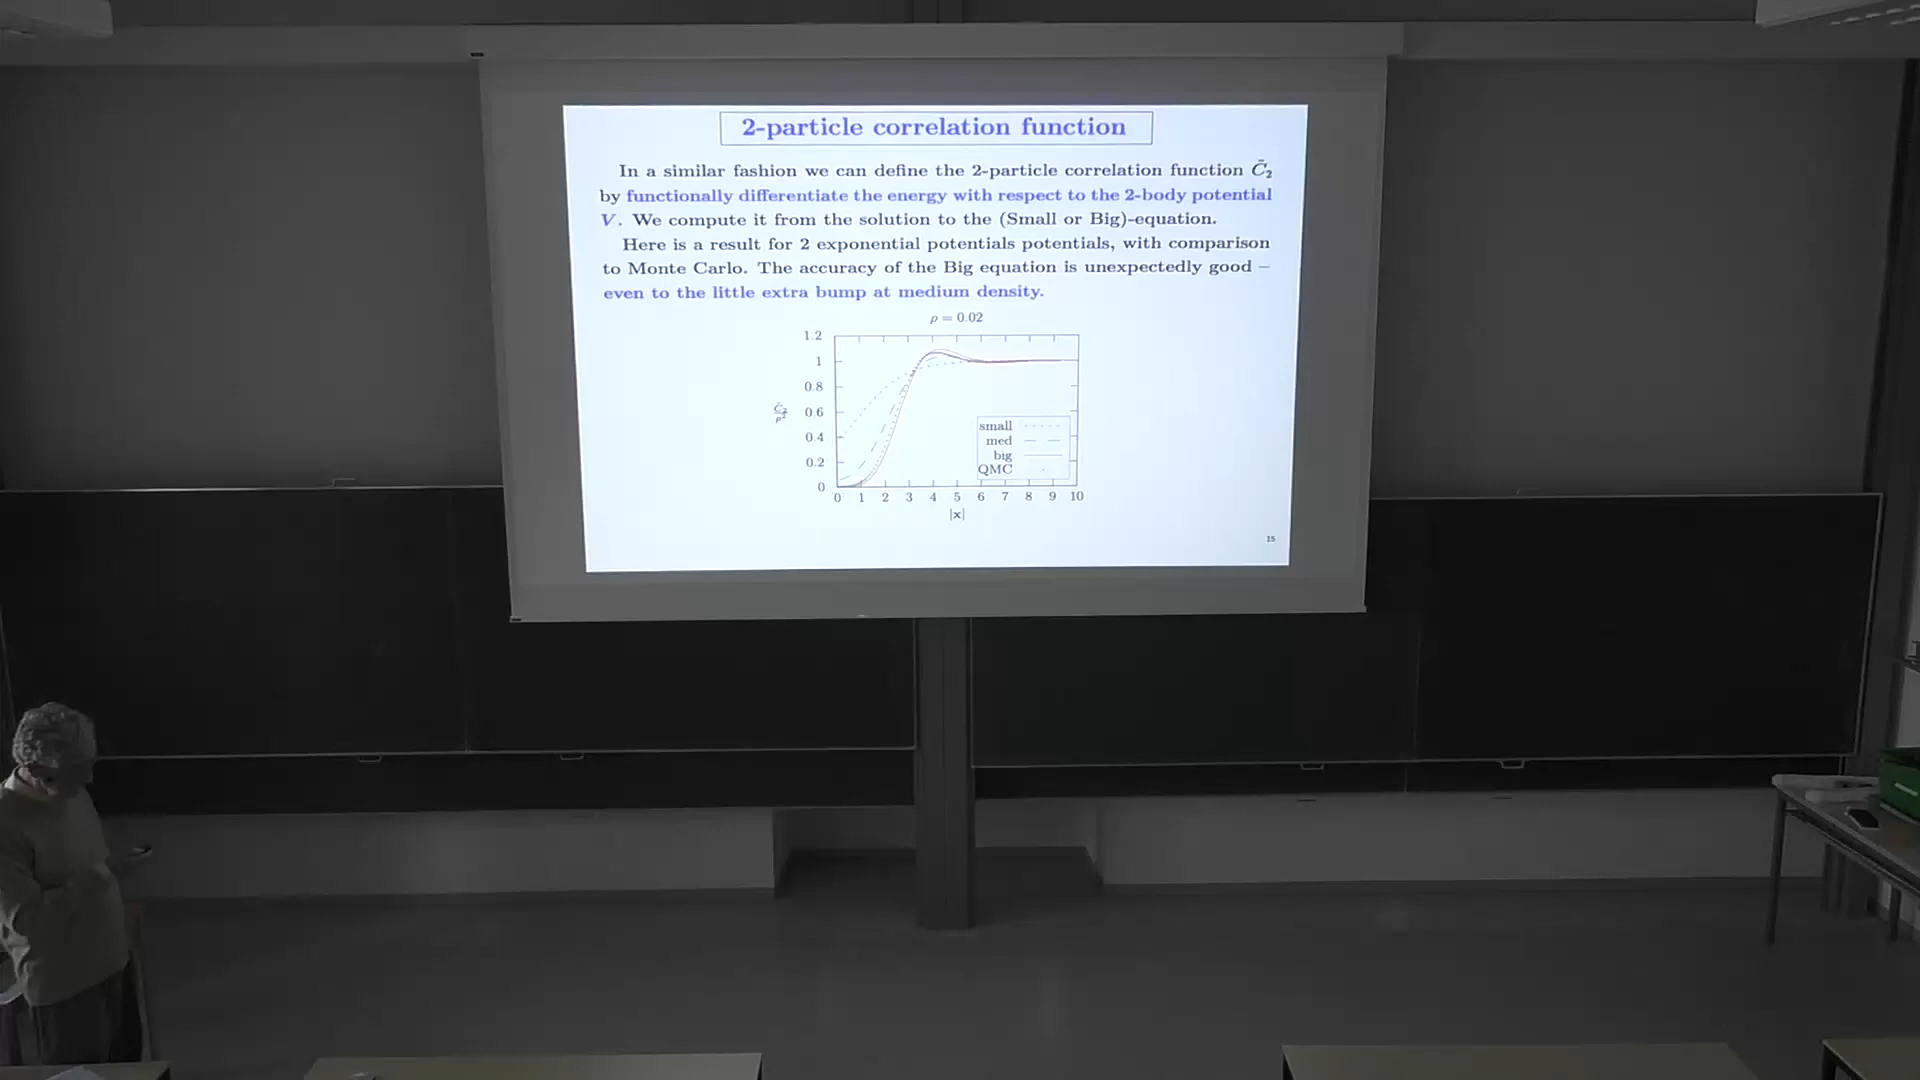 2-particle correlation function
In a similar fashion we can define the 2-particle correlation function C̄₂
by functionally differentiate the energy with respect to the 2-body potential
V. We compute it from the solution to the (Small or Big)-equation.
Here is a result for 2 exponential potentials potentials, with comparison
to Monte Carlo. The accuracy of the Big equation is unexpectedly good –
even to the little extra bump at medium density.
ρ = 0.02
1.2
1
0.8
C̄₂/ρ² 0.6
0.4
0.2
0
small
med
big
QMC
0 1 2 3 4 5 6 7 8 9 10
|x|
15